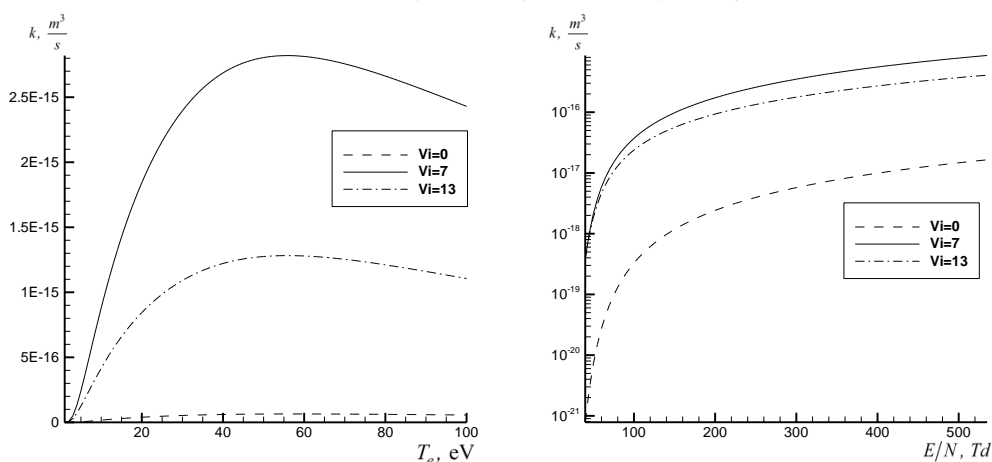 k, m³/s
2.5E-15
2E-15
1.5E-15
1E-15
5E-16
0
20 40 60 80 100
Tₑ, eV
Vi=0
Vi=7
Vi=13
k, m³/s
10⁻¹⁶
10⁻¹⁷
10⁻¹⁸
10⁻¹⁹
10⁻²⁰
10⁻²¹
100 200 300 400 500
E/N, Td
Vi=0
Vi=7
Vi=13